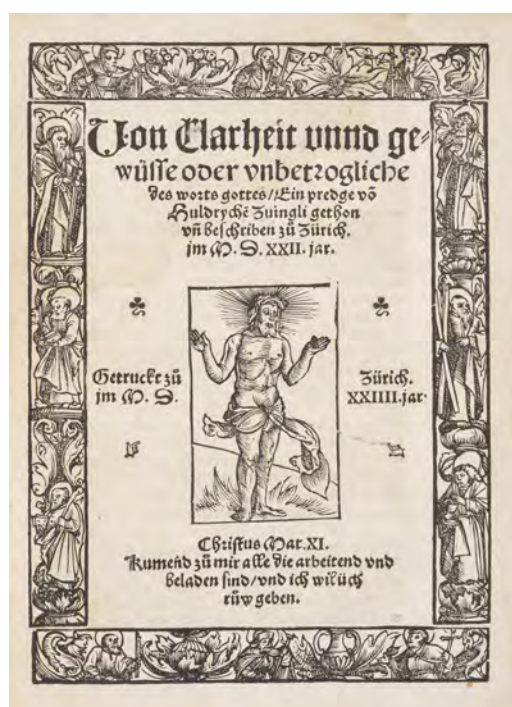 Von Clarheit vnnd ge⸗
wüsse oder vnbetrogliche
des worts gottes/Ein predge võ
Huldrychẽ Zuingli gethon
vñ beschriben zů Zürich.
jm M. D. XXII. jar.
Getruckt zů
jm M. D.
Zürich.
XXIIII.jar.
Christus Mat.XI.
Kumend zů mir alle die arbeitend vnd
beladen sind/vnd ich wil üch
růw geben.